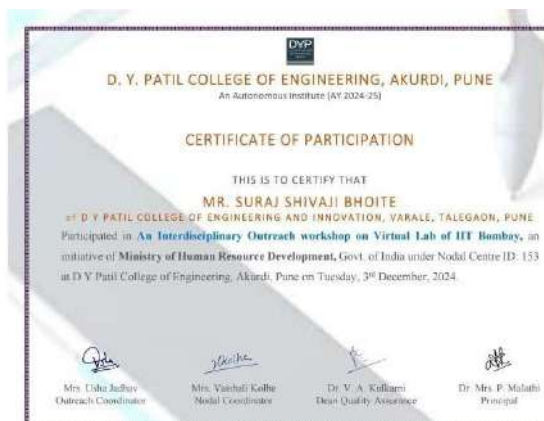 DYP
D. Y. PATIL COLLEGE OF ENGINEERING, AKURDI, PUNE
An Autonomous Institute (AY 2024-25)
CERTIFICATE OF PARTICIPATION
THIS IS TO CERTIFY THAT
MR. SURAJ SHIVAJI BHOITE
of D Y PATIL COLLEGE OF ENGINEERING AND INNOVATION, VARALE, TALEGAON, PUNE
Participated in An Interdisciplinary Outreach workshop on Virtual Lab of IIT Bombay, an
initiative of Ministry of Human Resource Development, Govt. of India under Nodal Centre ID: 153
at D Y Patil College of Engineering, Akurdi, Pune on Tuesday, 3rd December, 2024.
Mrs. Usha Jadhav
Mrs. Vaishali Kolhe
Dr. V. A. Kulkarni
Dr. Mrs. P. Malathi
Outreach Coordinator
Nodal Coordinator
Dean Quality Assurance
Principal